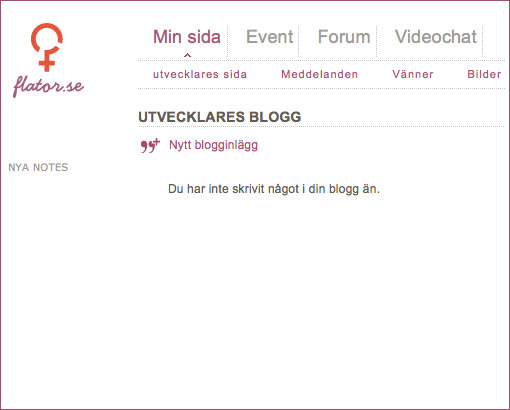 flator.se
Min sida Event Forum Videochat
utvecklares sida Meddelanden Vänner Bilder
UTVECKLARES BLOGG
Nytt blogginlägg
NYA NOTES
Du har inte skrivit något i din blogg än.